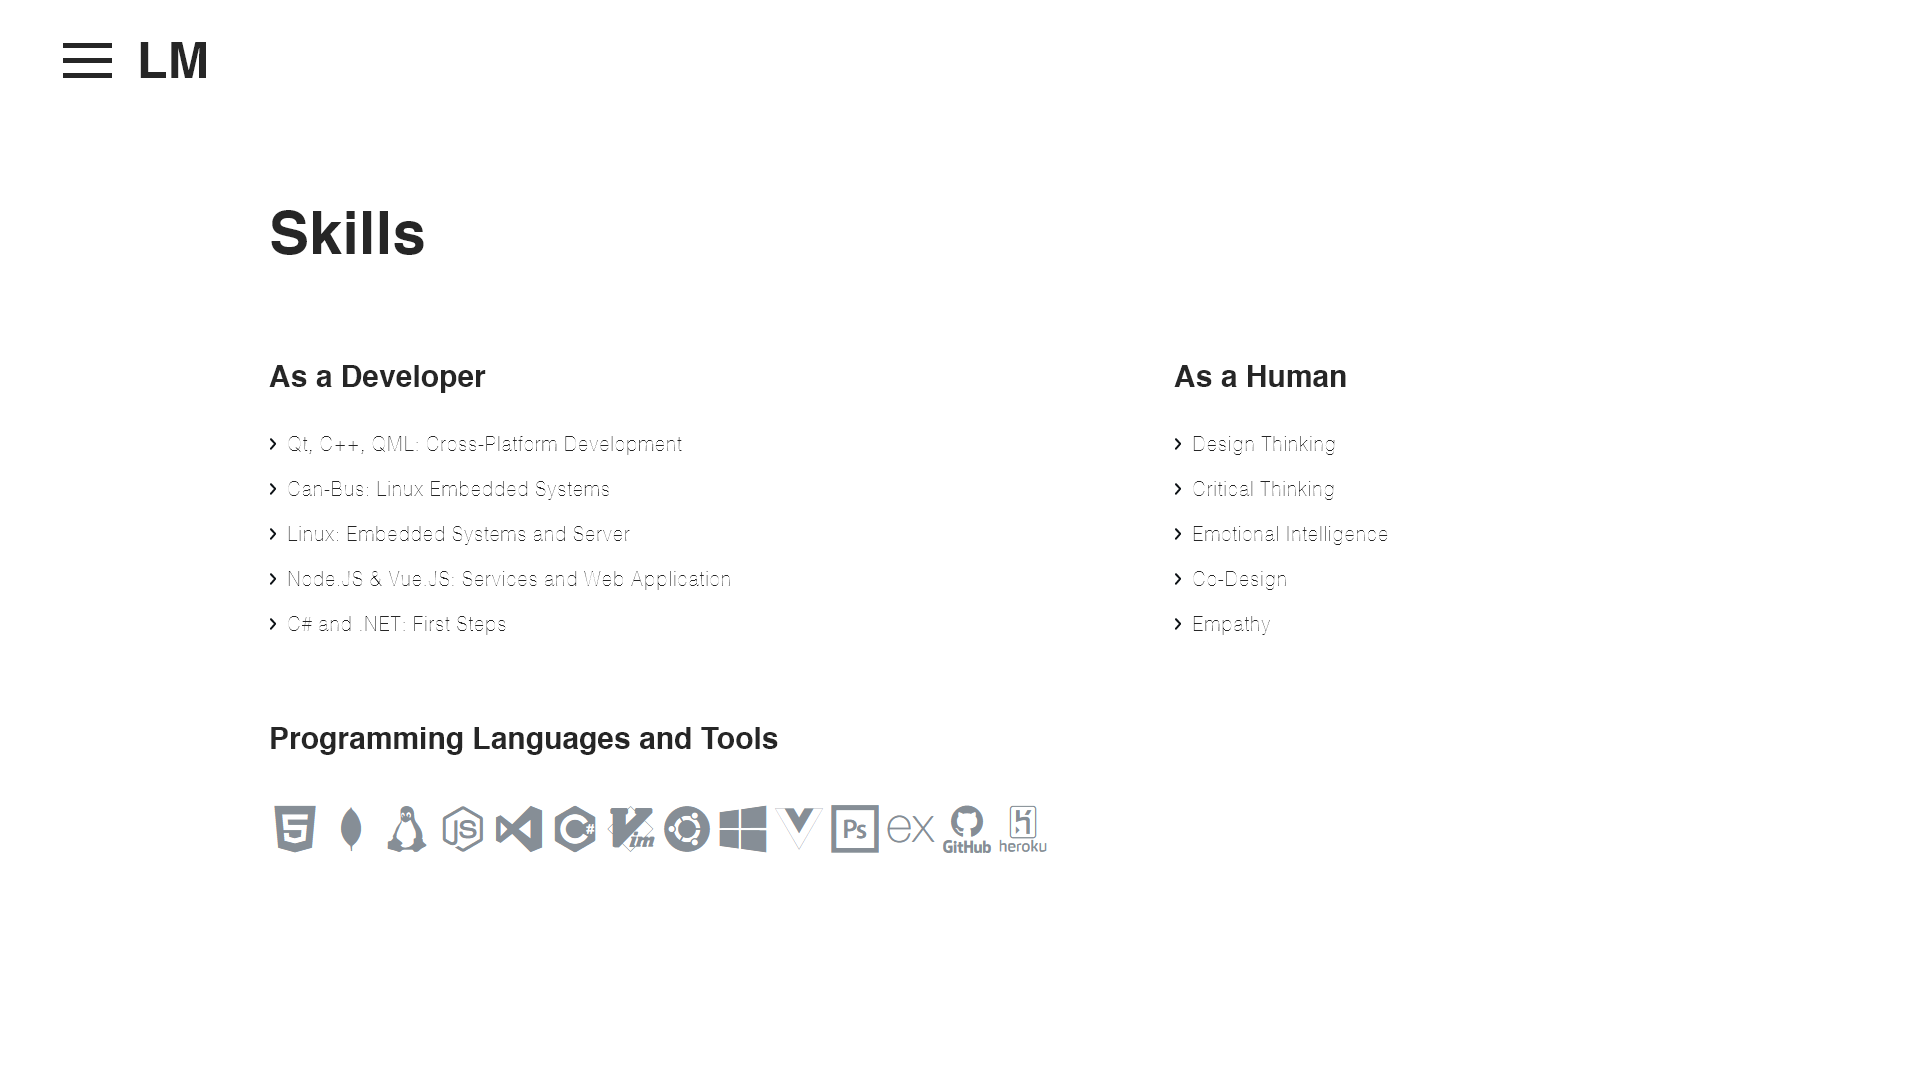 LM
Skills
As a Developer
Qt, C++, QML: Cross-Platform Development
Can-Bus: Linux Embedded Systems
Linux: Embedded Systems and Server
Node.JS & Vue.JS: Services and Web Application
C# and .NET: First Steps
As a Human
Design Thinking
Critical Thinking
Emotional Intelligence
Co-Design
Empathy
Programming Languages and Tools
5 JS C# Vim Ps ex GitHub heroku